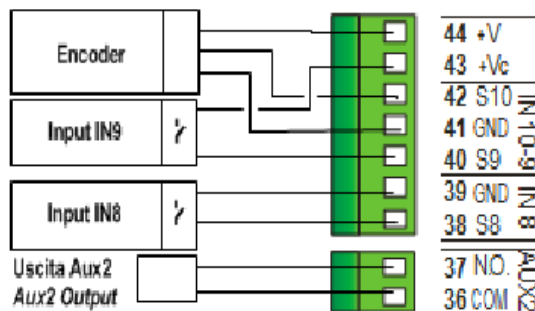 Encoder
Input IN9
Input IN8
Uscita Aux2
Aux2 Output
44 +V
43 +Vc
42 S10
41 GND
40 S9
IN 10-9
39 GND
38 S8
IN 8
37 N.O.
36 COM
AUX2